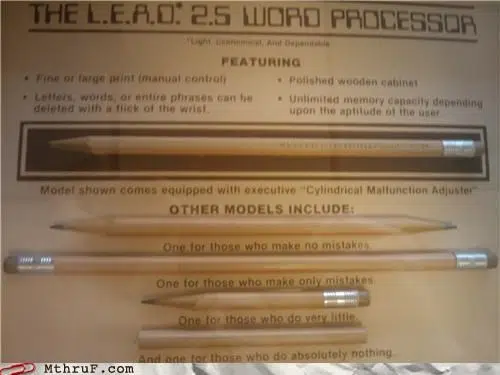 THE L.E.A.D.* 2.5 WORD PROCESSOR
*Light, Economical, And Dependable
FEATURING
• Fine or large print (manual control)
• Letters, words, or entire phrases can be
deleted with a flick of the wrist.
• Polished wooden cabinet
• Unlimited memory capacity depending
upon the aptitude of the user.
Model shown comes equipped with executive "Cylindrical Malfunction Adjuster"
OTHER MODELS INCLUDE:
One for those who make no mistakes.
One for those who make only mistakes.
One for those who do very little.
And one for those who do absolutely nothing.
MthruF.com